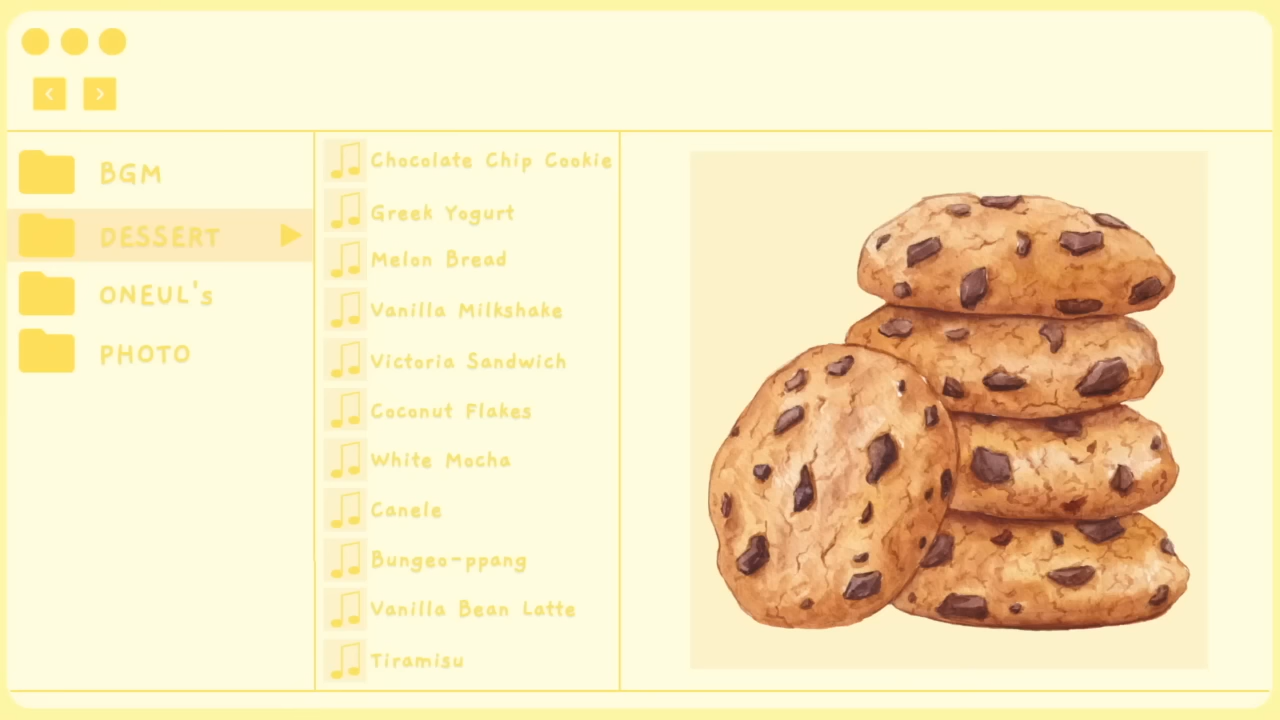 BGM
DESSERT
ONEUL's
PHOTO
Chocolate Chip Cookie
Greek Yogurt
Melon Bread
Vanilla Milkshake
Victoria Sandwich
Coconut Flakes
White Mocha
Canele
Bungeo-ppang
Vanilla Bean Latte
Tiramisu